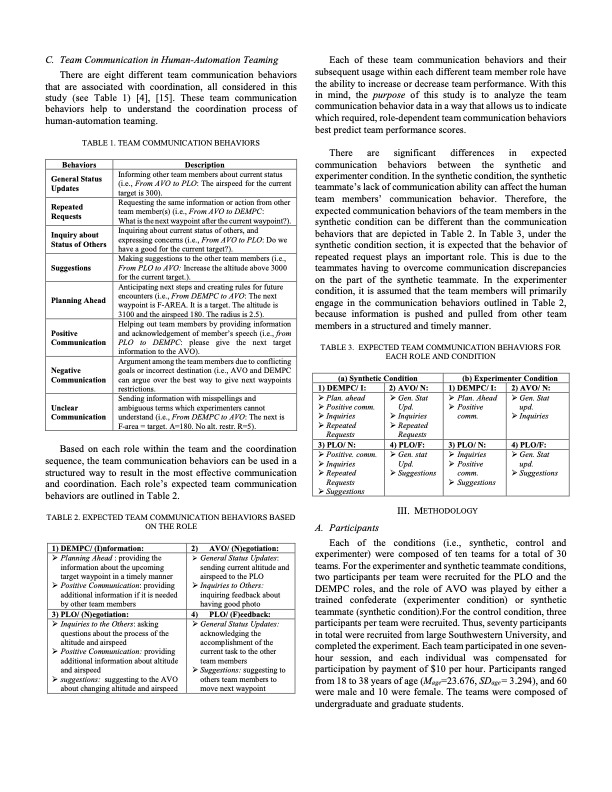 C. Team Communication in Human-Automation Teaming
There are eight different team communication behaviors
that are associated with coordination, all considered in this
study (see Table 1) [4], [15]. These team communication
behaviors help to understand the coordination process of
human-automation teaming.
TABLE 1. TEAM COMMUNICATION BEHAVIORS
Behaviors Description
General Status
Updates
Informing other team members about current status
(i.e., From AVO to PLO: The airspeed for the current
target is 300).
Repeated
Requests
Requesting the same information or action from other
team member(s) (i.e., From AVO to DEMPC:
What is the next waypoint after the current waypoint?).
Inquiry about
Status of Others
Inquiring about current status of others, and
expressing concerns (i.e., From AVO to PLO: Do we
have a good for the current target?).
Suggestions
Making suggestions to the other team members (i.e.,
From PLO to AVO: Increase the altitude above 3000
for the current target.).
Planning Ahead
Anticipating next steps and creating rules for future
encounters (i.e., From DEMPC to AVO: The next
waypoint is F-AREA. It is a target. The altitude is
3100 and the airspeed 180. The radius is 2.5).
Positive
Communication
Helping out team members by providing information
and acknowledgement of member's speech (i.e., from
PLO to DEMPC: please give the next target
information to the AVO).
Negative
Communication
Argument among the team members due to conflicting
goals or incorrect destination (i.e., AVO and DEMPC
can argue over the best way to give next waypoints
restrictions.
Unclear
Communication
Sending information with misspellings and
ambiguous terms which experimenters cannot
understand (i.e., From DEMPC to AVO: The next is
F-area = target. A=180. No alt. restr. R=5).
Based on each role within the team and the coordination
sequence, the team communication behaviors can be used in a
structured way to result in the most effective communication
and coordination. Each role's expected team communication
behaviors are outlined in Table 2.
TABLE 2. EXPECTED TEAM COMMUNICATION BEHAVIORS BASED
ON THE ROLE
1) DEMPC/ (I)nformation:
➢ Planning Ahead : providing the
information about the upcoming
target waypoint in a timely manner
➢ Positive Communication: providing
additional information if it is needed
by other team members
2) AVO/ (N)egotiation:
➢ General Status Updates:
sending current altitude and
airspeed to the PLO
➢ Inquiries to Others:
inquiring feedback about
having good photo
3) PLO/ (N)egotiation:
➢ Inquiries to the Others: asking
questions about the process of the
altitude and airspeed
➢ Positive Communication: providing
additional information about altitude
and airspeed
➢ suggestions: suggesting to the AVO
about changing altitude and airspeed
4) PLO/ (F)eedback:
➢ General Status Updates:
acknowledging the
accomplishment of the
current task to the other
team members
➢ Suggestions: suggesting to
others team members to
move next waypoint
Each of these team communication behaviors and their
subsequent usage within each different team member role have
the ability to increase or decrease team performance. With this
in mind, the purpose of this study is to analyze the team
communication behavior data in a way that allows us to indicate
which required, role-dependent team communication behaviors
best predict team performance scores.
There are significant differences in expected
communication behaviors between the synthetic and
experimenter condition. In the synthetic condition, the synthetic
teammate's lack of communication ability can affect the human
team members' communication behavior. Therefore, the
expected communication behaviors of the team members in the
synthetic condition can be different than the communication
behaviors that are depicted in Table 2. In Table 3, under the
synthetic condition section, it is expected that the behavior of
repeated request plays an important role. This is due to the
teammates having to overcome communication discrepancies
on the part of the synthetic teammate. In the experimenter
condition, it is assumed that the team members will primarily
engage in the communication behaviors outlined in Table 2,
because information is pushed and pulled from other team
members in a structured and timely manner.
TABLE 3. EXPECTED TEAM COMMUNICATION BEHAVIORS FOR
EACH ROLE AND CONDITION
(a) Synthetic Condition (b) Experimenter Condition
1) DEMPC/ I: 2) AVO/ N: 1) DEMPC/ I: 2) AVO/ N:
➢ Plan. ahead
➢ Positive comm.
➢ Inquiries
➢ Repeated
Requests
➢ Gen. Stat
Upd.
➢ Inquiries
➢ Repeated
Requests
➢ Plan. Ahead
➢ Positive
comm.
➢ Gen. Stat
upd.
➢ Inquiries
3) PLO/ N: 4) PLO/F: 3) PLO/ N: 4) PLO/F:
➢ Positive. comm.
➢ Inquiries
➢ Repeated
Requests
➢ Suggestions
➢ Gen. stat
Upd.
➢ Suggestions
➢ Inquiries
➢ Positive
comm.
➢ Suggestions
➢ Gen. Stat
upd.
➢ Suggestions
III. METHODOLOGY
A. Participants
Each of the conditions (i.e., synthetic, control and
experimenter) were composed of ten teams for a total of 30
teams. For the experimenter and synthetic teammate conditions,
two participants per team were recruited for the PLO and the
DEMPC roles, and the role of AVO was played by either a
trained confederate (experimenter condition) or synthetic
teammate (synthetic condition).For the control condition, three
participants per team were recruited. Thus, seventy participants
in total were recruited from large Southwestern University, and
completed the experiment. Each team participated in one seven-
hour session, and each individual was compensated for
participation by payment of $10 per hour. Participants ranged
from 18 to 38 years of age (Mage=23.676, SDage= 3.294), and 60
were male and 10 were female. The teams were composed of
undergraduate and graduate students.